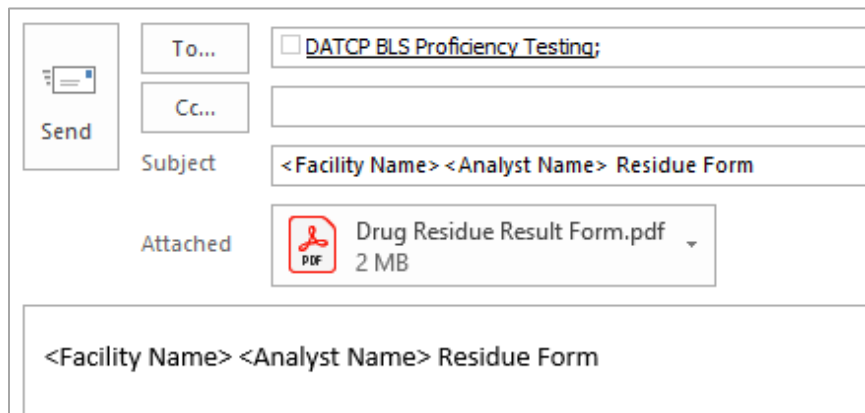 To...
DATCP BLS Proficiency Testing;
Cc...
Send
Subject
<Facility Name> <Analyst Name> Residue Form
Attached
PDF
Drug Residue Result Form.pdf
2 MB
<Facility Name> <Analyst Name> Residue Form